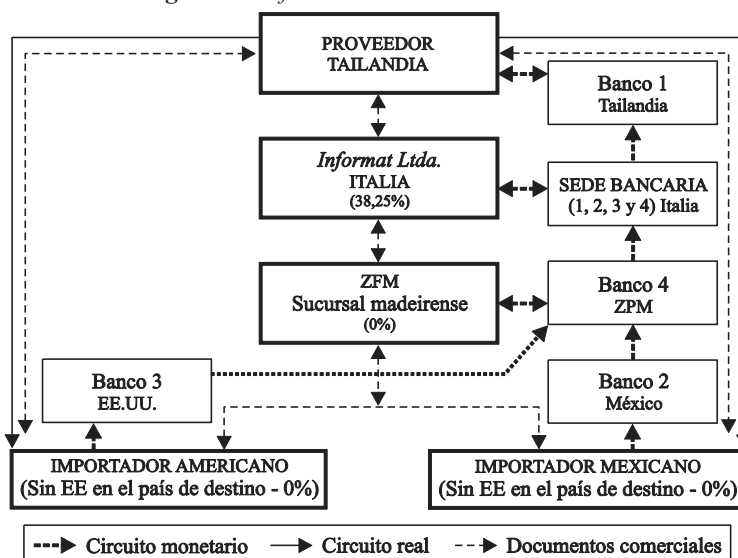 PROVEEDOR
TAILANDIA
Banco 1
Tailandia
Informat Ltda.
ITALIA
(38,25%)
SEDE BANCARIA
(1, 2, 3 y 4) Italia
ZFM
Sucursal madeirense
(0%)
Banco 4
ZPM
Banco 3
EE.UU.
Banco 2
México
IMPORTADOR AMERICANO
(Sin EE en el país de destino - 0%)
IMPORTADOR MEXICANO
(Sin EE en el país de destino - 0%)
Circuito monetario
Circuito real
Documentos comerciales